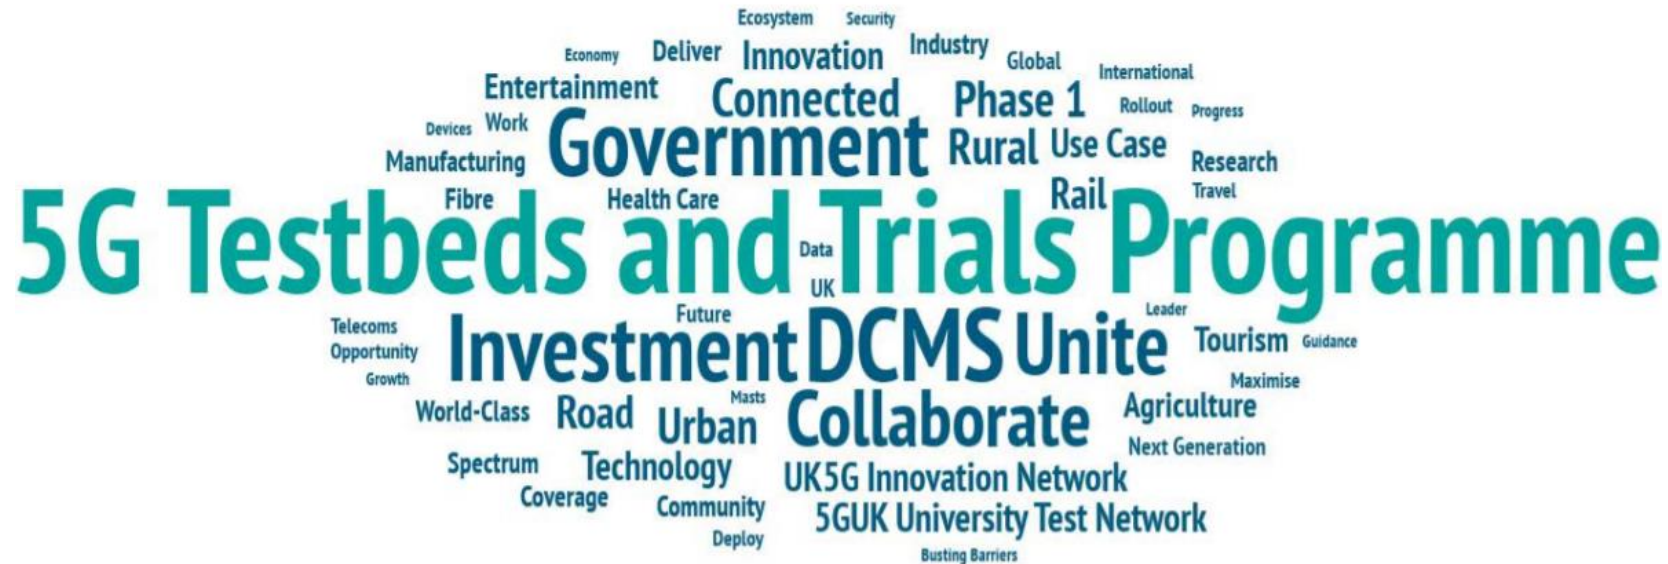 Ecosystem Security
Economy Deliver Innovation Industry Global
Entertainment Connected Phase 1 International
Devices Work Government Rural Use Case Rollout Progress
Manufacturing Research
Fibre Health Care Rail Travel
5G Testbeds and Trials Programme
Data
UK
Telecoms Future Leader
Opportunity Investment DCMS Unite Tourism Guidance
Growth Maximise
World-Class Road Urban Masts Collaborate Agriculture
Next Generation
Spectrum Technology UK5G Innovation Network
Coverage Community 5GUK University Test Network
Deploy Busting Barriers